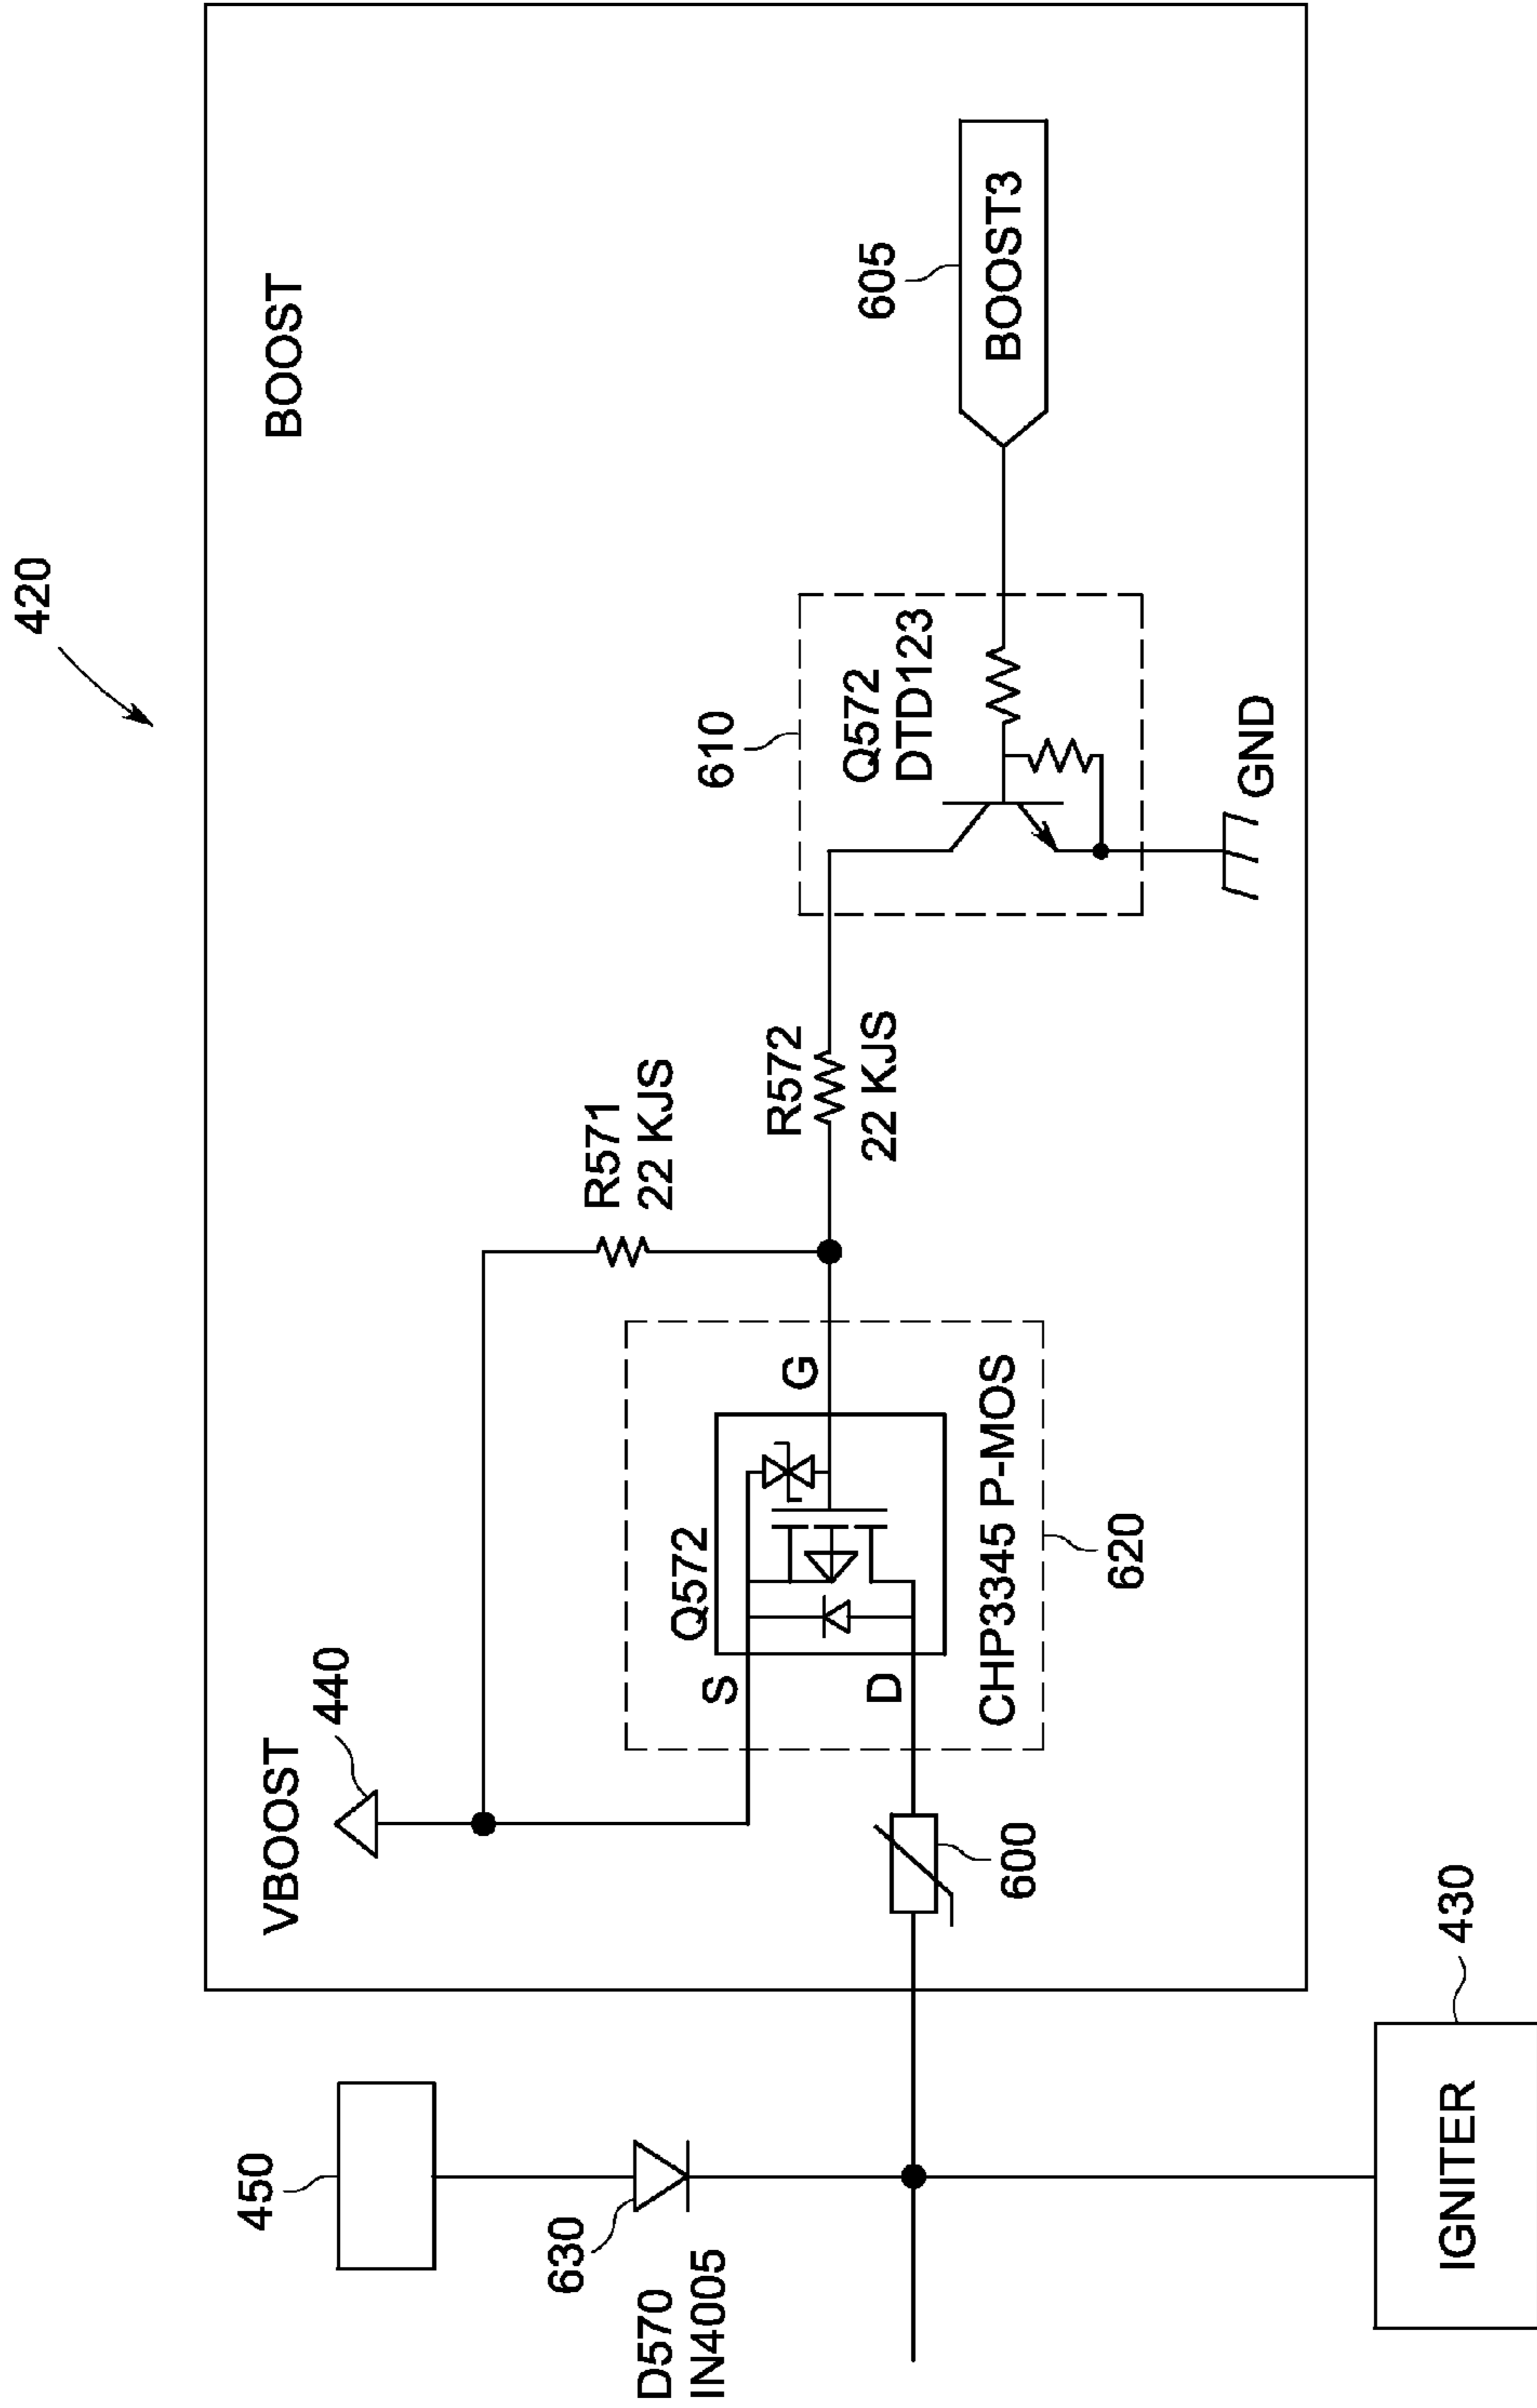 420
BOOST
VBOOST
440
450
630
D570
IN4005
R571
22 KJS
R572
22 KJS
610
Q572
DTD123
605
BOOST3
GND
Q572
S
G
D
CHP3345 P-MOS
620
600
430
IGNITER